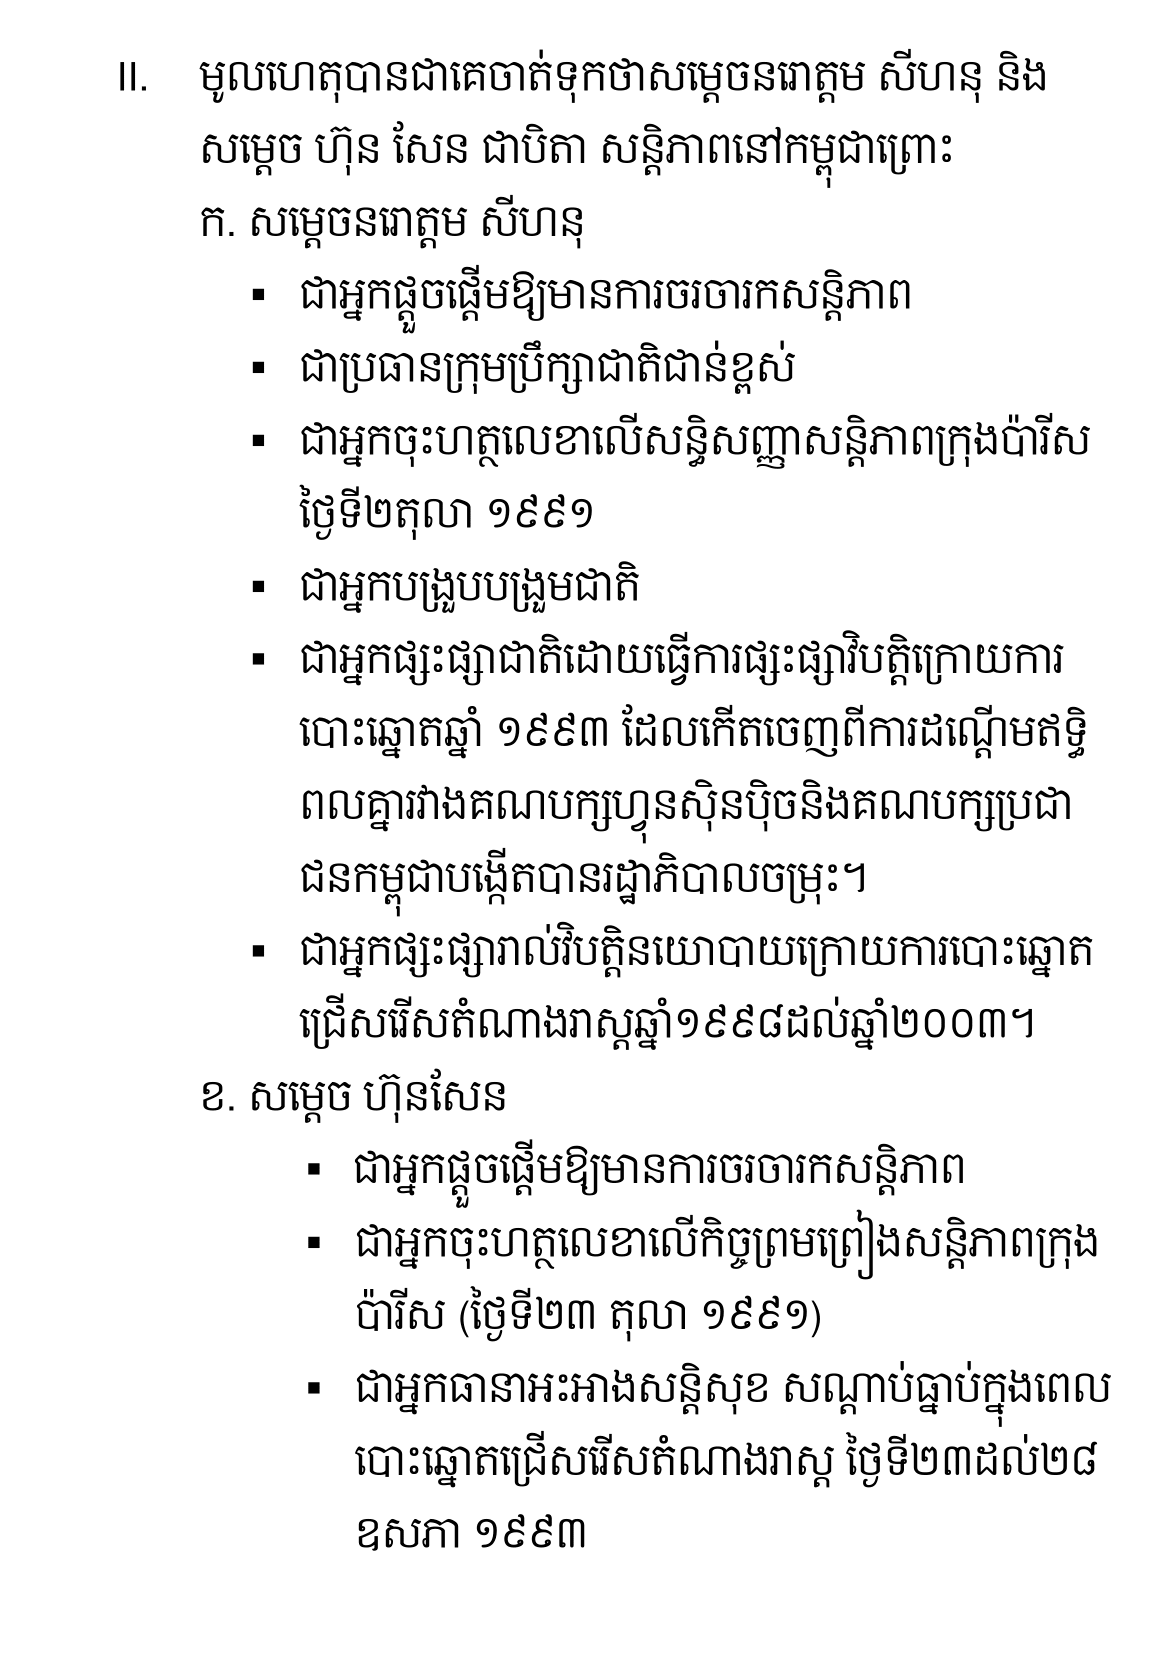 II. មូលហេតុបានជាគេចាត់ទុកថាសម្ដេចនរោត្ដម សីហនុ និង
សម្ដេច ហ៊ុន សែន ជាបិតា សន្តិភាពនៅកម្ពុជាព្រោះ
ក. សម្ដេចនរោត្ដម សីហនុ
▪ ជាអ្នកផ្ដួចផ្ដើមឱ្យមានការចរចារកសន្តិភាព
▪ ជាប្រធានក្រុមប្រឹក្សាជាតិជាន់ខ្ពស់
▪ ជាអ្នកចុះហត្ថលេខាលើសន្ធិសញ្ញាសន្តិភាពក្រុងប៉ារីស
ថ្ងៃទី២តុលា ១៩៩១
▪ ជាអ្នកបង្រួបបង្រួមជាតិ
▪ ជាអ្នកផ្សះផ្សាជាតិដោយធ្វើការផ្សះផ្សាវិបត្តិក្រោយការ
បោះឆ្នោតឆ្នាំ ១៩៩៣ ដែលកើតចេញពីការដណ្ដើមឥទ្ធិ
ពលគ្នារវាងគណបក្សហ្វុនស៊ិនប៉ិចនិងគណបក្សប្រជា
ជនកម្ពុជាបង្កើតបានរដ្ឋាភិបាលចម្រុះ។
▪ ជាអ្នកផ្សះផ្សារាល់វិបត្តិនយោបាយក្រោយការបោះឆ្នោត
ជ្រើសរើសតំណាងរាស្ដ្រឆ្នាំ១៩៩៨ដល់ឆ្នាំ២០០៣។
ខ. សម្ដេច ហ៊ុនសែន
▪ ជាអ្នកផ្ដួចផ្ដើមឱ្យមានការចរចារកសន្តិភាព
▪ ជាអ្នកចុះហត្ថលេខាលើកិច្ចព្រមព្រៀងសន្តិភាពក្រុង
ប៉ារីស (ថ្ងៃទី២៣ តុលា ១៩៩១)
▪ ជាអ្នកធានាអះអាងសន្តិសុខ សណ្ដាប់ធ្នាប់ក្នុងពេល
បោះឆ្នោតជ្រើសរើសតំណាងរាស្ដ្រ ថ្ងៃទី២៣ដល់២៨
ឧសភា ១៩៩៣